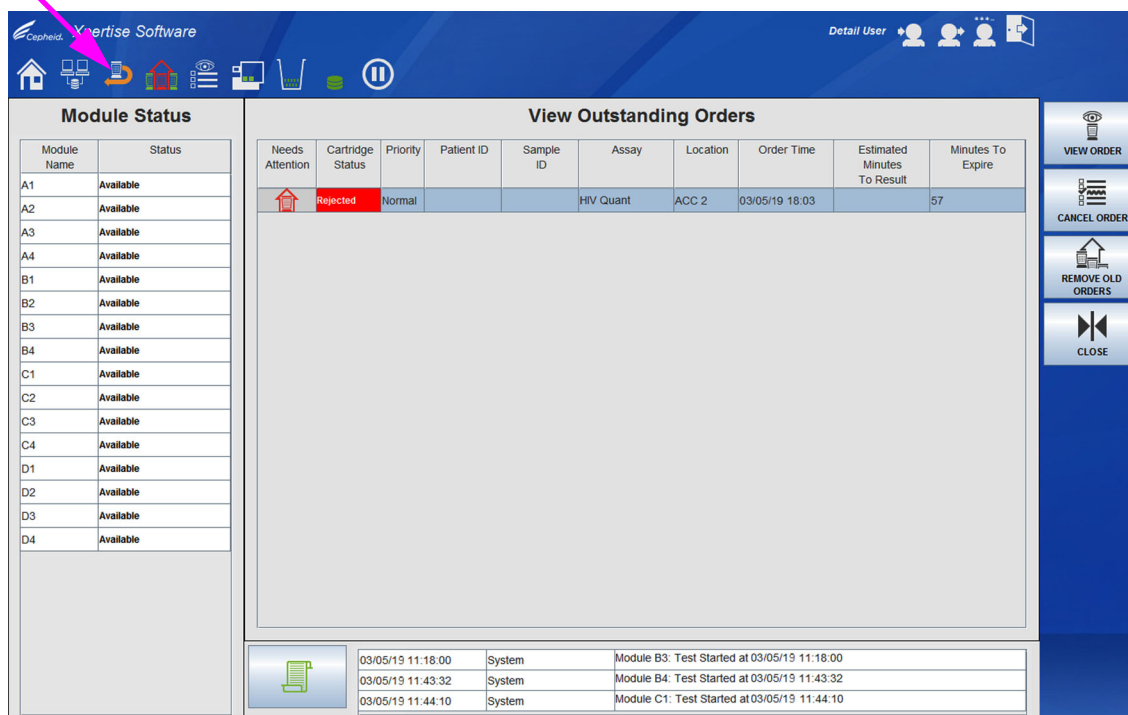 Cepheid. Xpertise Software
Detail User
Module Status
View Outstanding Orders
Module Name
Status
A1 Available
A2 Available
A3 Available
A4 Available
B1 Available
B2 Available
B3 Available
B4 Available
C1 Available
C2 Available
C3 Available
C4 Available
D1 Available
D2 Available
D3 Available
D4 Available
Needs Attention
Cartridge Status
Priority
Patient ID
Sample ID
Assay
Location
Order Time
Estimated Minutes To Result
Minutes To Expire
Rejected Normal HIV Quant ACC 2 03/05/19 18:03 57
03/05/19 11:18:00 System Module B3: Test Started at 03/05/19 11:18:00
03/05/19 11:43:32 System Module B4: Test Started at 03/05/19 11:43:32
03/05/19 11:44:10 System Module C1: Test Started at 03/05/19 11:44:10
VIEW ORDER
CANCEL ORDER
REMOVE OLD
ORDERS
CLOSE